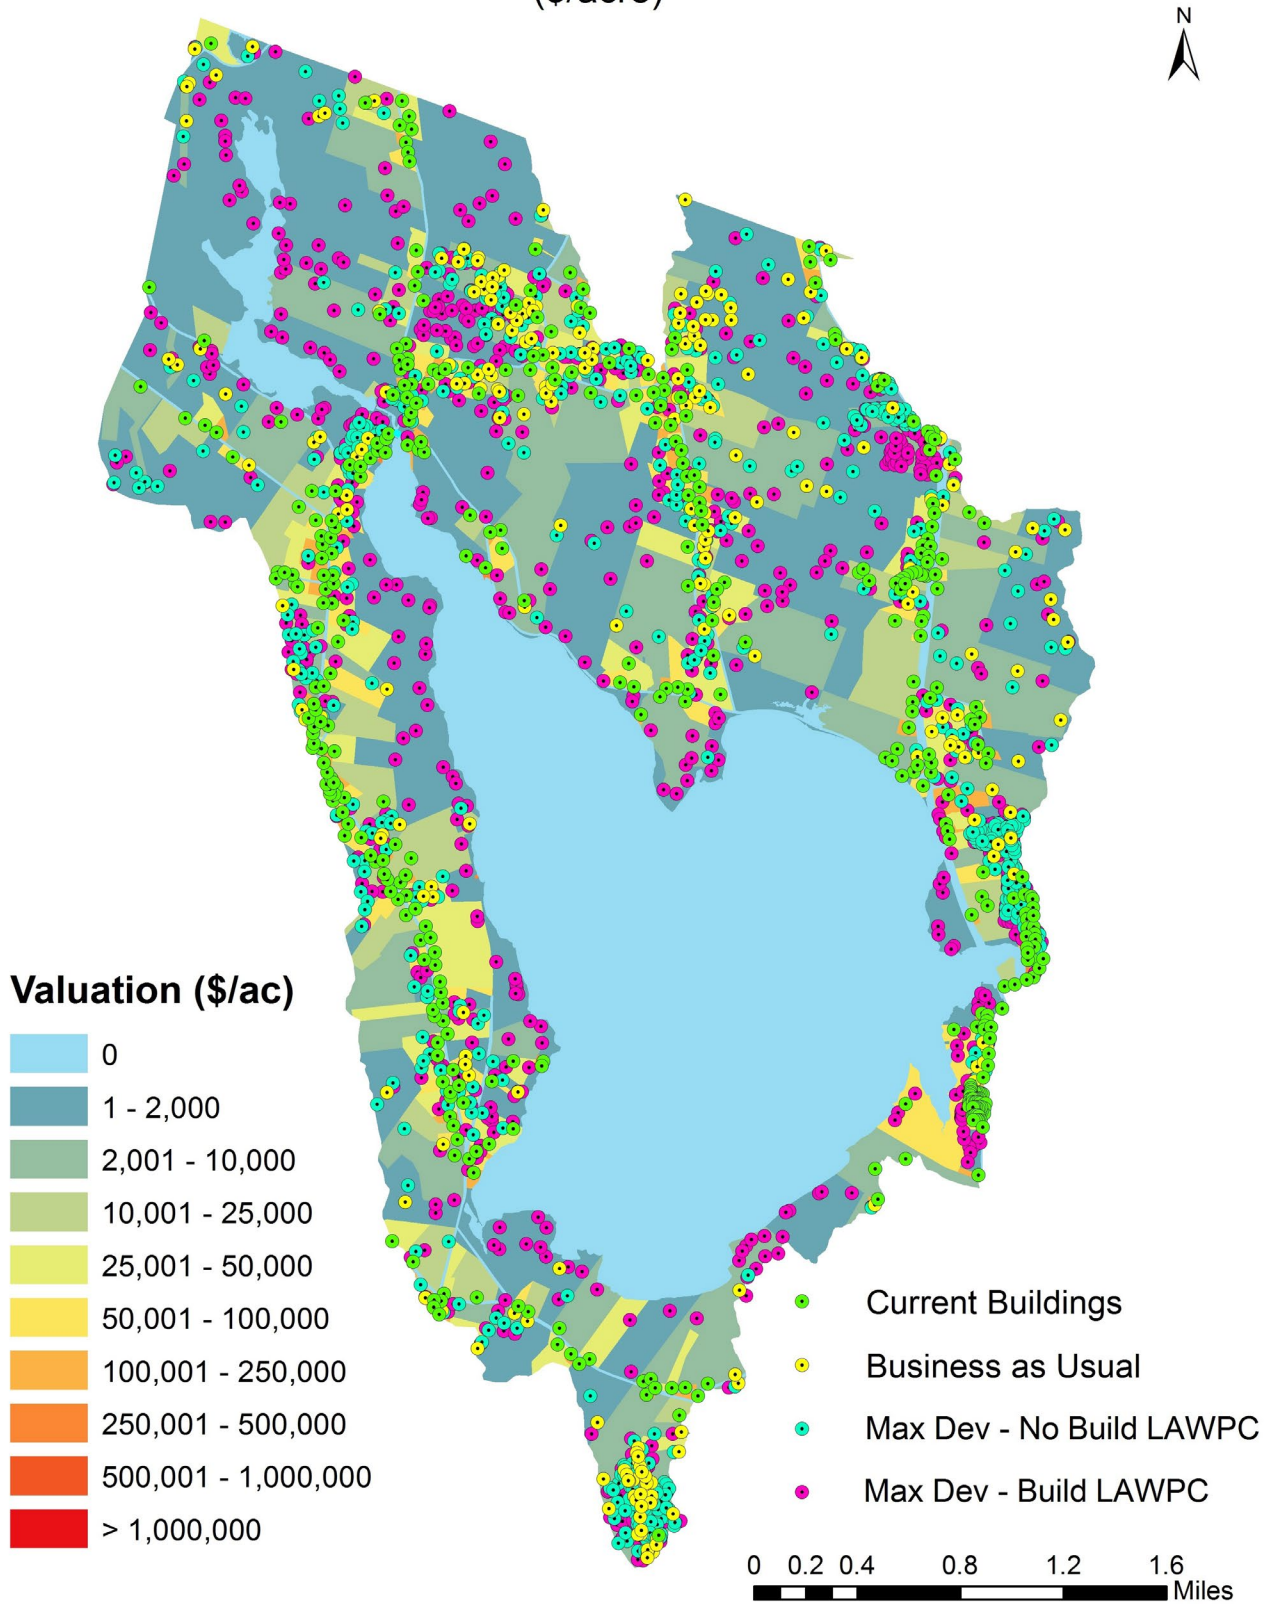 ($/acre)
N
Valuation ($/ac)
0
1 - 2,000
2,001 - 10,000
10,001 - 25,000
25,001 - 50,000
50,001 - 100,000
100,001 - 250,000
250,001 - 500,000
500,001 - 1,000,000
> 1,000,000
Current Buildings
Business as Usual
Max Dev - No Build LAWPC
Max Dev - Build LAWPC
0 0.2 0.4 0.8 1.2 1.6
Miles